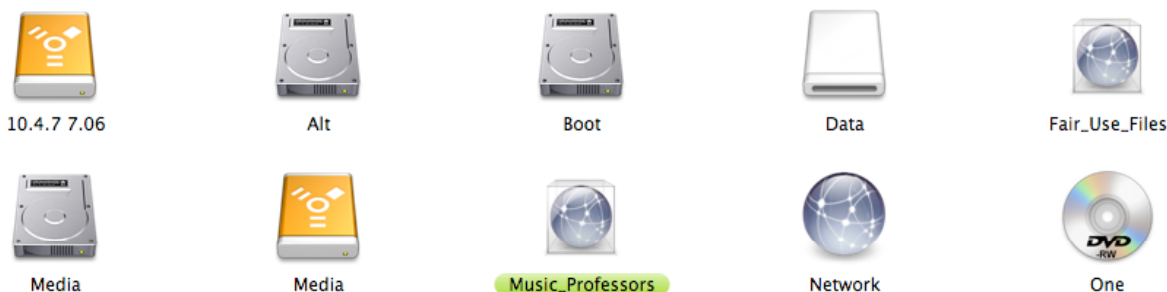 10.4.7 7.06
Alt
Boot
Data
Fair_Use_Files
Media
Media
Music_Professors
Network
DVD
-RW
One